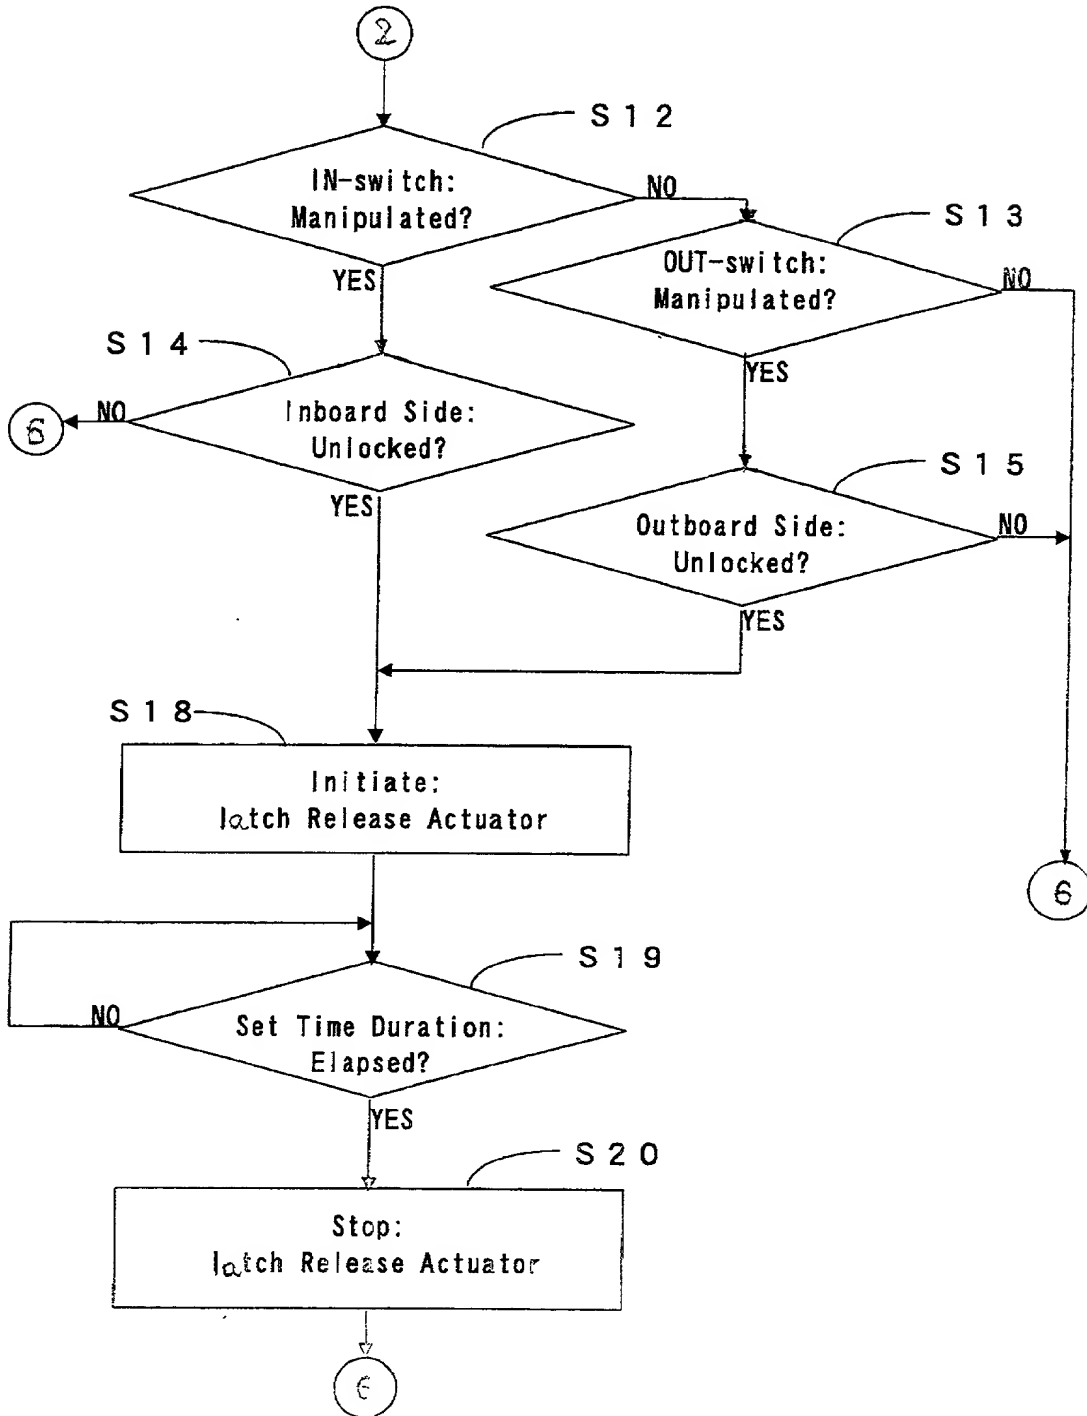 2
S12
IN-switch:
Manipulated?
NO
YES
S13
OUT-switch:
Manipulated?
NO
YES
S14
Inboard Side:
Unlocked?
NO
6
YES
S15
Outboard Side:
Unlocked?
NO
YES
S18
Initiate:
latch Release Actuator
6
S19
Set Time Duration:
Elapsed?
NO
YES
S20
Stop:
latch Release Actuator
6